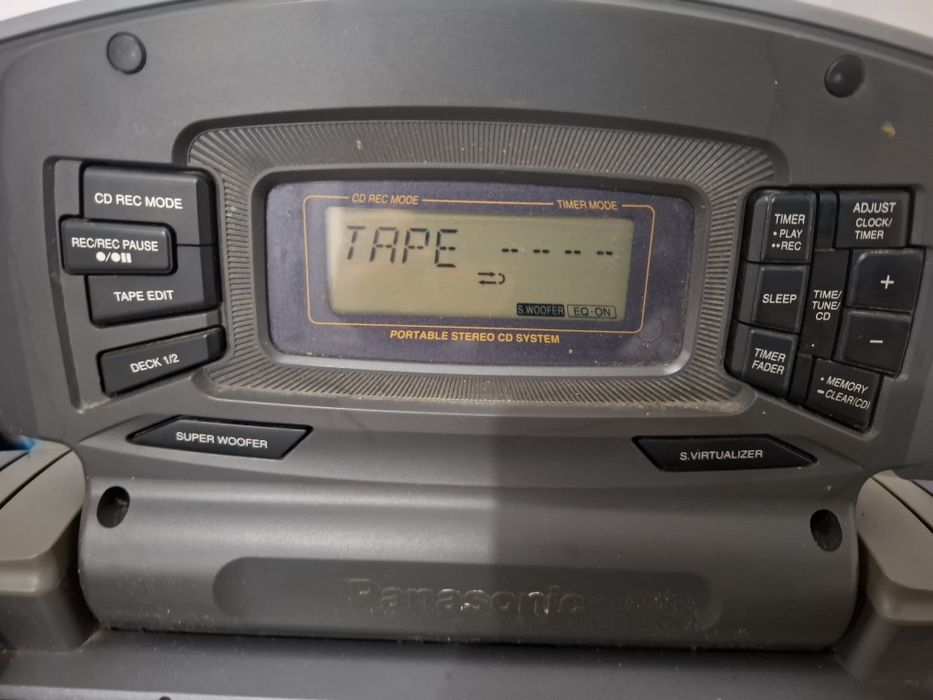 CD REC MODE
REC/REC PAUSE
●/●❚❚
TAPE EDIT
DECK 1/2
CD REC MODE
TIMER MODE
TAPE ----
S.WOOFER EQ-ON
PORTABLE STEREO CD SYSTEM
TIMER
• PLAY
•• REC
SLEEP
TIMER
FADER
TIME/
TUNE/
CD
ADJUST
CLOCK/
TIMER
+
−
• MEMORY
━ CLEAR(CD)
SUPER WOOFER
S.VIRTUALIZER
Panasonic